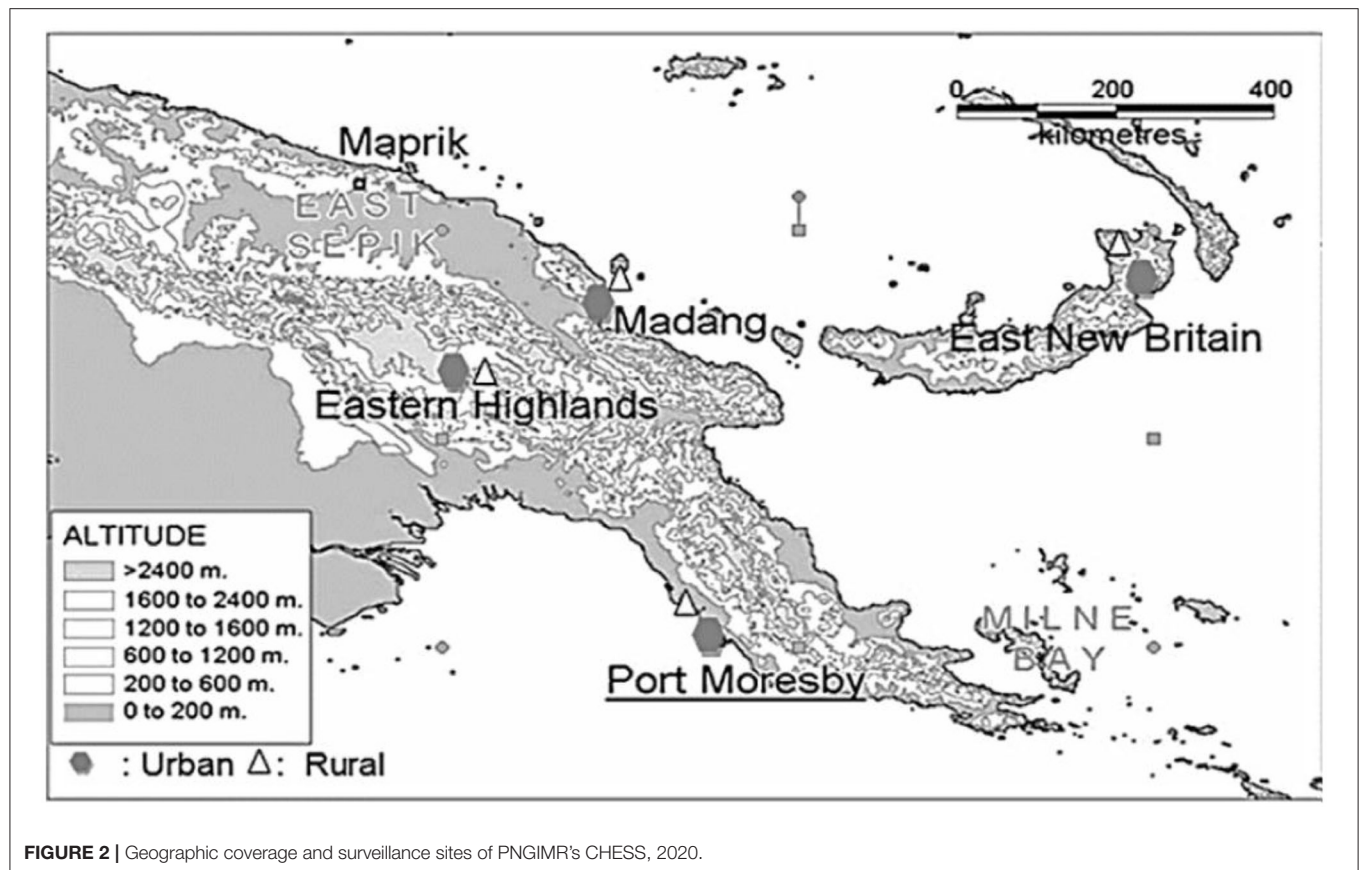 0 200 400
kilometres
Maprik
EAST
SEPIK
Madang
East New Britain
Eastern Highlands
ALTITUDE
>2400 m.
1600 to 2400 m.
1200 to 1600 m.
600 to 1200 m.
200 to 600 m.
0 to 200 m.
MILNE
BAY
Port Moresby
: Urban : Rural
FIGURE 2 | Geographic coverage and surveillance sites of PNGIMR's CHESS, 2020.